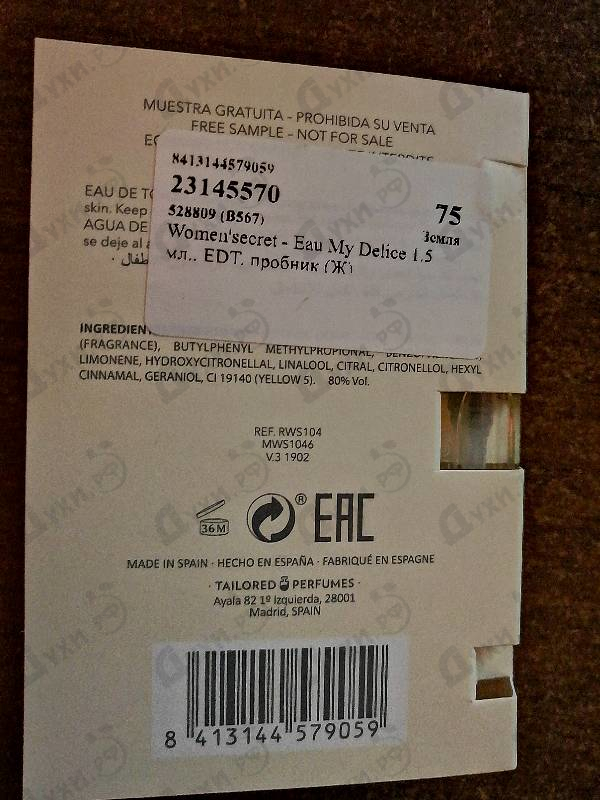 MUESTRA GRATUITA - PROHIBIDA SU VENTA
FREE SAMPLE - NOT FOR SALE
8413144579059
23145570
75
528809 (B567)
Земля
Women'secret - Eau My Delice 1.5
мл., EDT, пробник (Ж)
EAU DE
skin. Keep
AGUA DE
se deje al
(FRAGRANCE), BUTYLPHENYL METHYLPROPIONAL,
LIMONENE, HYDROXYCITRONELLAL, LINALOOL, CITRAL, CITRONELLOL, HEXYL
CINNAMAL, GERANIOL, CI 19140 (YELLOW 5). 80% Vol.
REF. RWS104
MWS1046
V.3 1902
36M
® EAC
MADE IN SPAIN · HECHO EN ESPAÑA · FABRIQUÉ EN ESPAGNE
· TAILORED PERFUMES ·
Ayala 82 1º Izquierda, 28001
Madrid, SPAIN
8 413144 579059